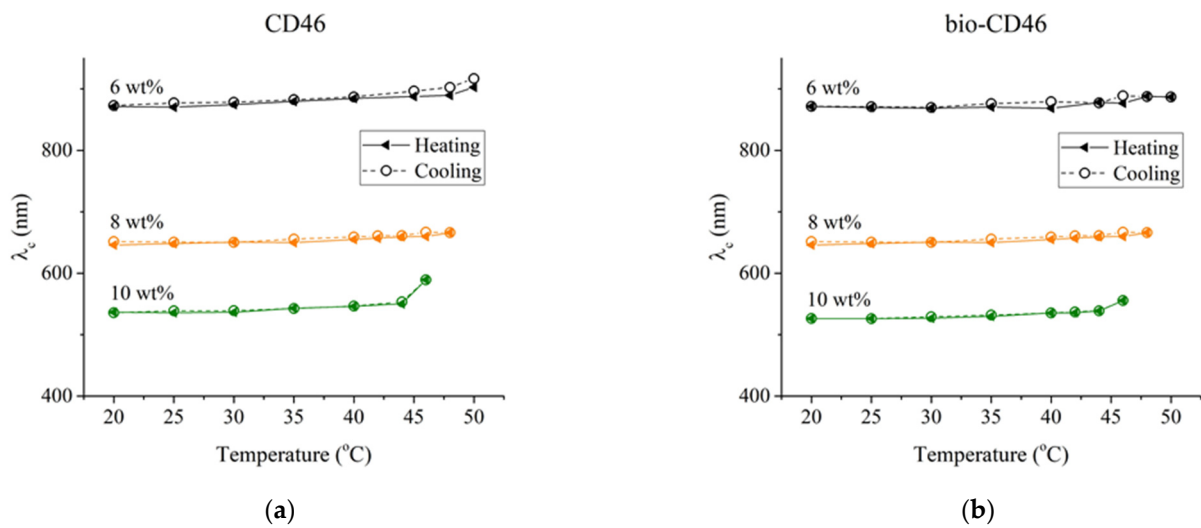 CD46
6 wt%
Heating
Cooling
8 wt%
10 wt%
800
600
400
λc (nm)
20 25 30 35 40 45 50
Temperature (°C)
(a)
bio-CD46
6 wt%
Heating
Cooling
8 wt%
10 wt%
800
600
400
λc (nm)
20 25 30 35 40 45 50
Temperature (°C)
(b)